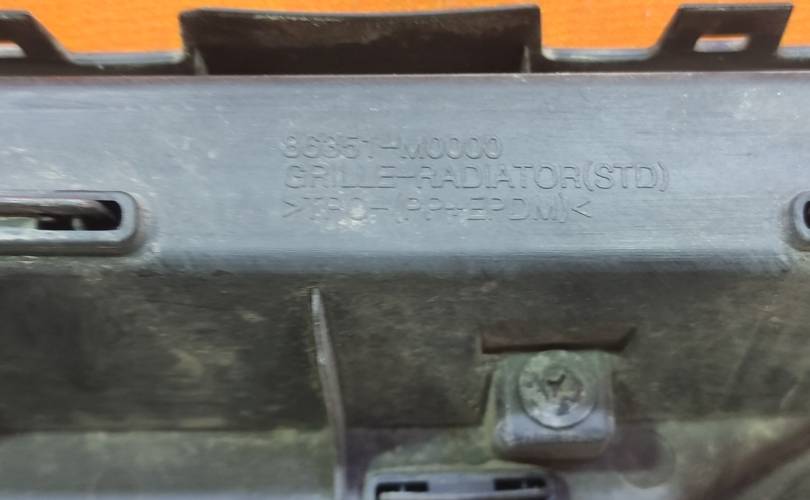 86351-M0000
GRILLE-RADIATOR(STD)
>TPO-(PP+EPDM)<